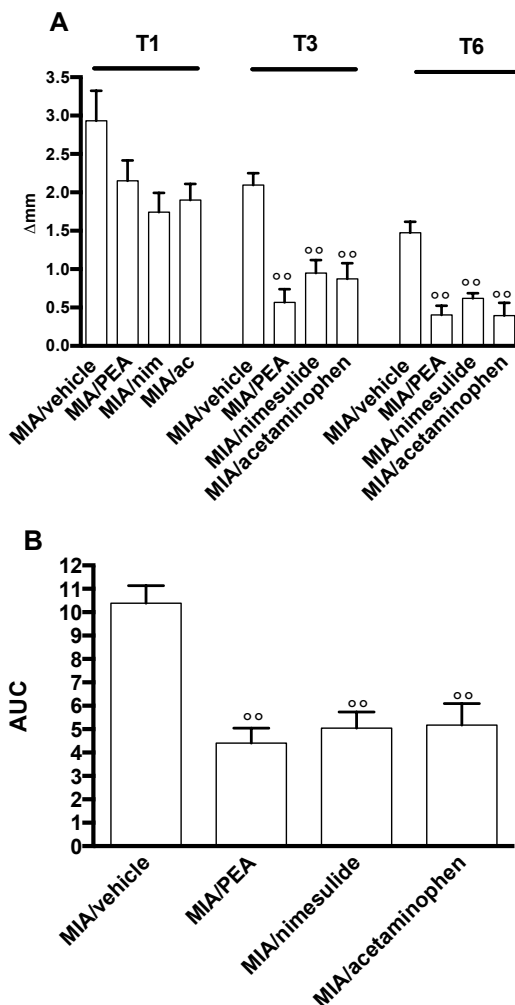 A
T1 T3 T6
3.5
3.0
2.5
2.0
1.5
1.0
0.5
0.0
Δmm
°° °° °° °° °° °°
MIA/vehicle MIA/PEA MIA/nim MIA/ac MIA/vehicle MIA/PEA MIA/nimesulide MIA/acetaminophen MIA/vehicle MIA/PEA MIA/nimesulide MIA/acetaminophen
B
12
11
10
9
8
7
6
5
4
3
2
1
0
AUC
°° °° °°
MIA/vehicle MIA/PEA MIA/nimesulide MIA/acetaminophen